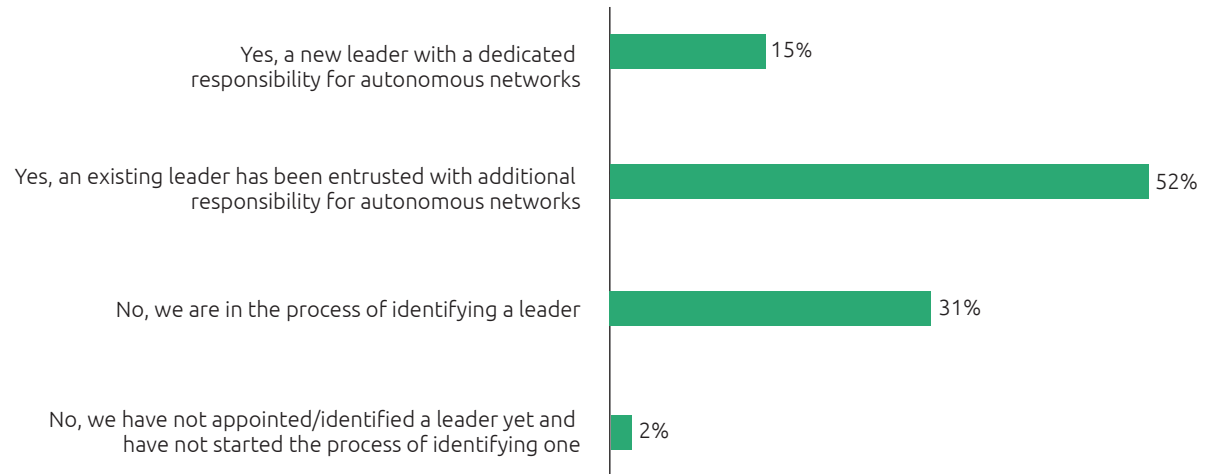 Yes, a new leader with a dedicated
responsibility for autonomous networks
15%
Yes, an existing leader has been entrusted with additional
responsibility for autonomous networks
52%
No, we are in the process of identifying a leader
31%
No, we have not appointed/identified a leader yet and
have not started the process of identifying one
2%